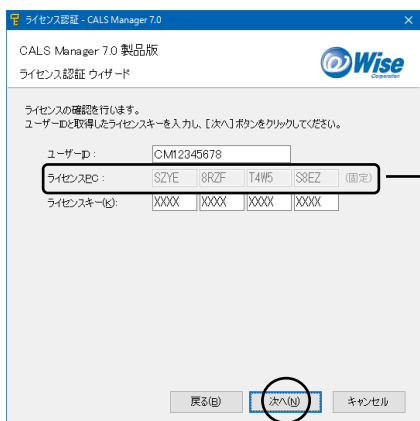 ライセンス認証 - CALS Manager 7.0
CALS Manager 7.0 製品版
ライセンス認証 ウィザード
Wise
Corporation
ライセンスの確認を行います。
ユーザーIDと取得したライセンスキーを入力し、[次へ]ボタンをクリックしてください。
ユーザーID : CM12345678
ライセンスPC : SZYE 8RZF T4W5 S8EZ (固定)
ライセンスキー(K): XXXX XXXX XXXX XXXX
戻る(B) 次へ(N) キャンセル